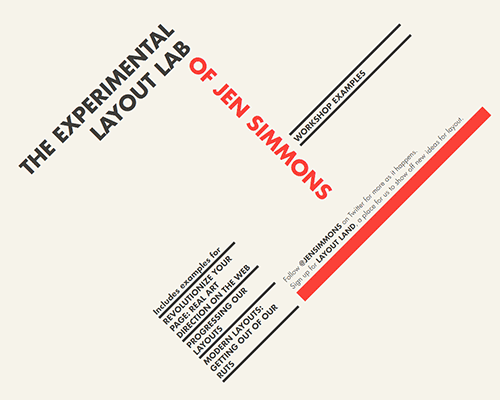 THE EXPERIMENTAL
LAYOUT LAB
OF JEN SIMMONS
WORKSHOP EXAMPLES
Follow @JENSIMMONS on Twitter for more as it happens.
Sign up for LAYOUT LAND, a place for us to show off new ideas for layout.
Includes examples for
REVOLUTIONIZE YOUR
PAGE: REAL ART
DIRECTION ON THE WEB
PROGRESSING OUR
LAYOUTS
MODERN LAYOUTS:
GETTING OUT OF OUR
RUTS